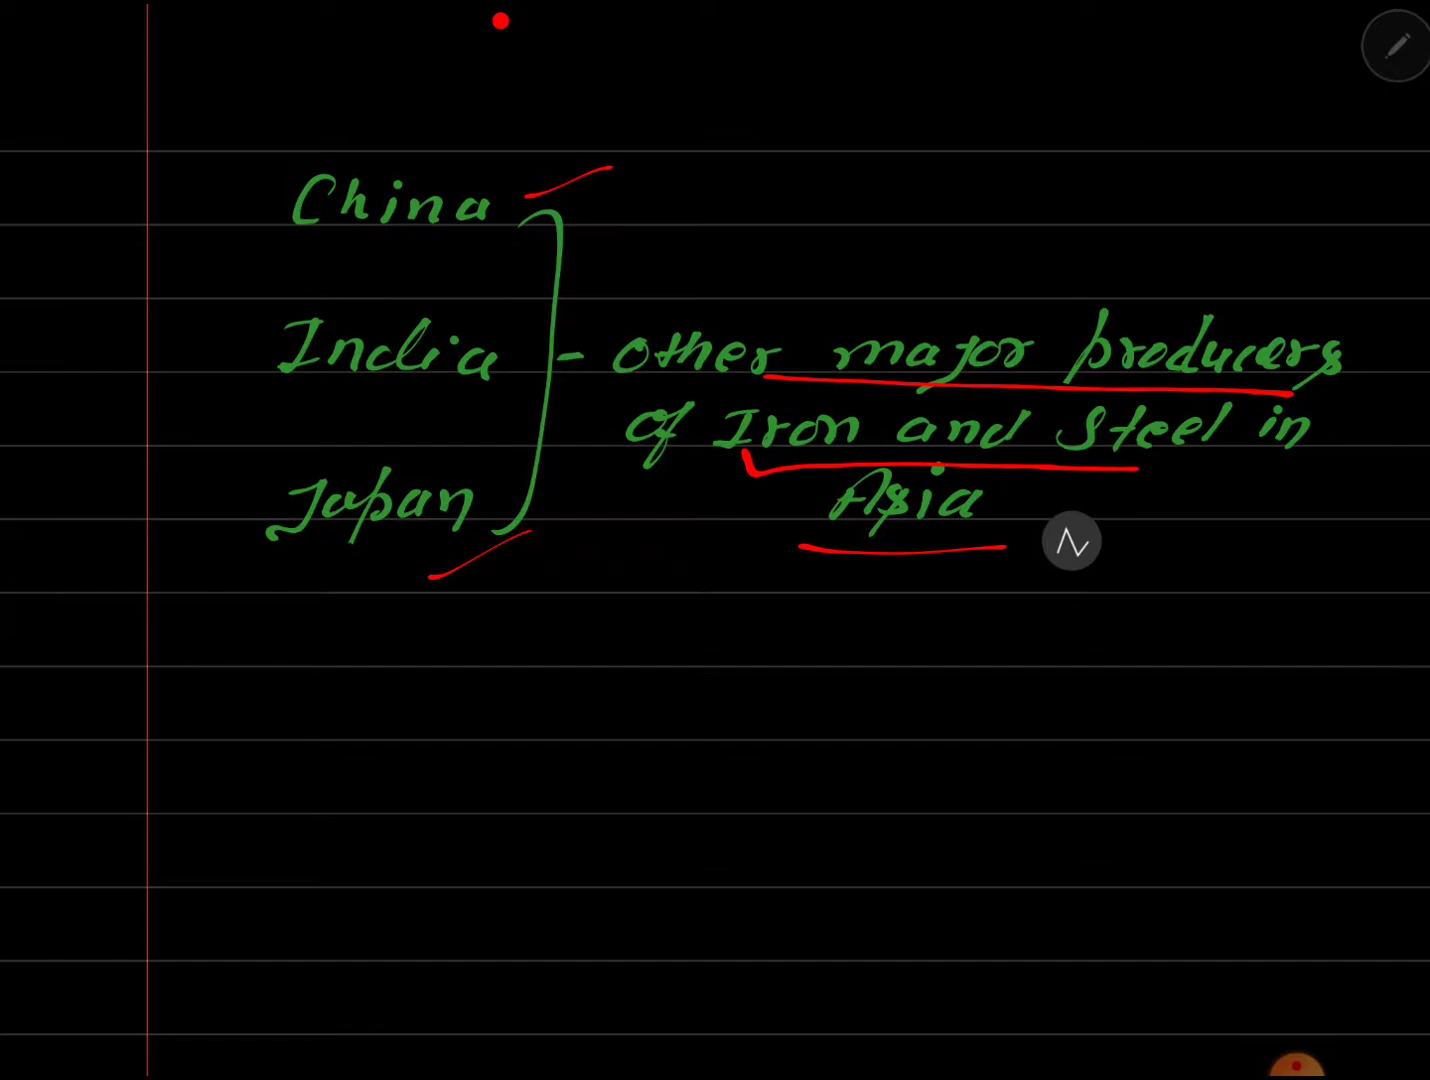 China
India - other major producers
of Iron and Steel in
Japan
Asia